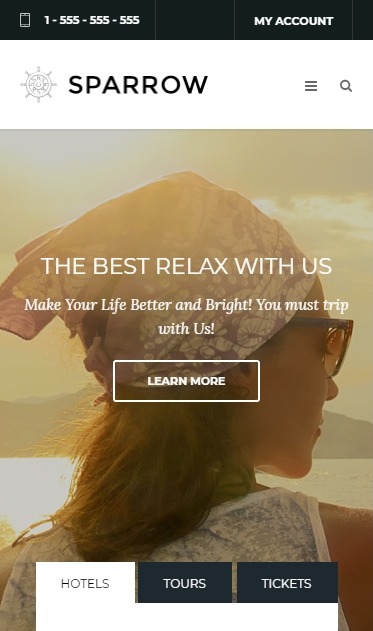 1 - 555 - 555 - 555
MY ACCOUNT
SPARROW
THE BEST RELAX WITH US
Make Your Life Better and Bright! You must trip
with Us!
LEARN MORE
HOTELS
TOURS
TICKETS